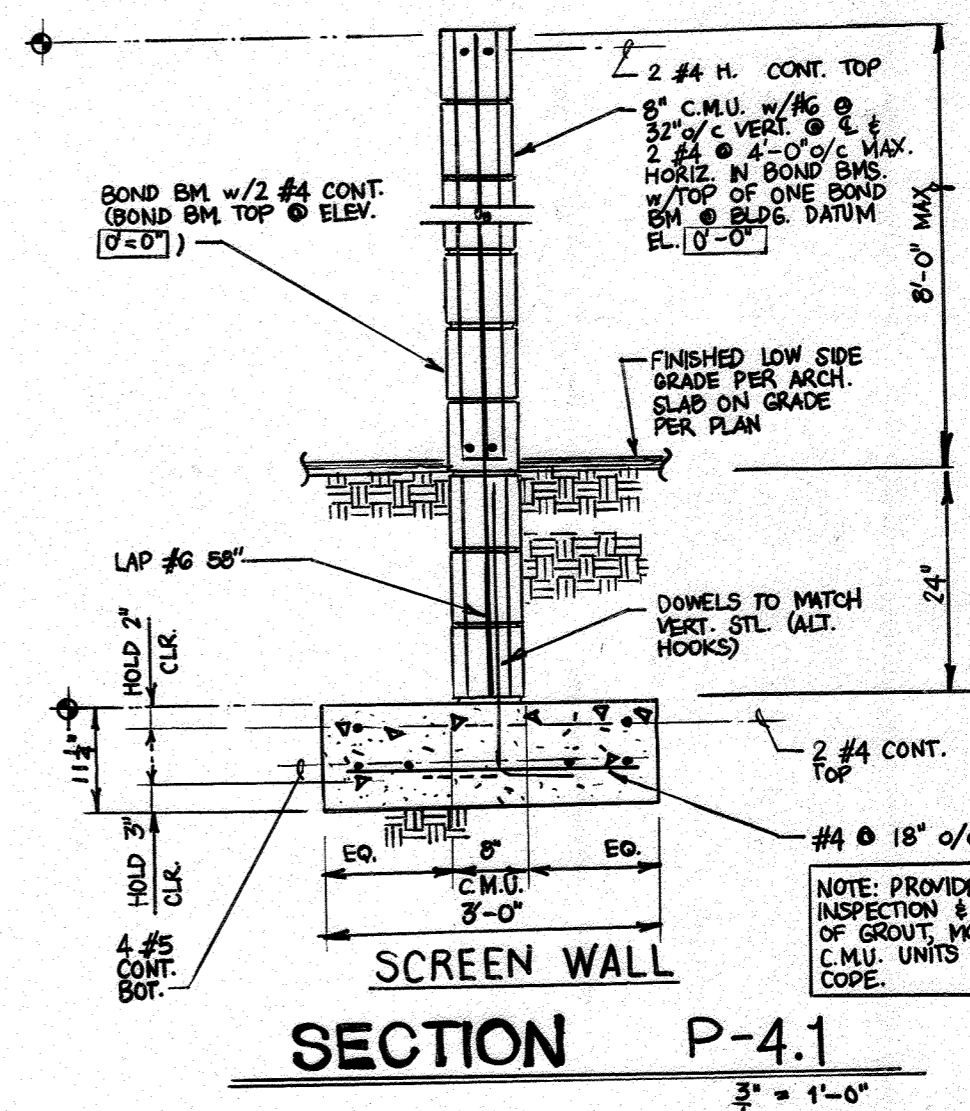 2 #4 H. CONT. TOP
8" C.M.U. w/#6 @
32" o/c VERT. @ ℄ &
2 #4 @ 4'-0" o/c MAX.
HORIZ. IN BOND BMS.
w/TOP OF ONE BOND
BM @ BLDG. DATUM
EL. 0'-0"
BOND BM. w/2 #4 CONT.
(BOND BM. TOP @ ELEV.
0'=0")
8'-0" MAX
FINISHED LOW SIDE
GRADE PER ARCH.
SLAB ON GRADE
PER PLAN
LAP #6 58"
24"
DOWELS TO MATCH
VERT. STL. (ALT.
HOOKS)
HOLD 2"
CLR.
11 1/4"
2 #4 CONT.
TOP
#4 @ 18" o/c
HOLD 3"
CLR.
EQ.
8"
EQ.
C.M.U.
3'-0"
4 #5
CONT.
BOT.
NOTE: PROVIDE
INSPECTION &
OF GROUT, MO
C.M.U. UNITS
CODE.
SCREEN WALL
SECTION P-4.1
= 1'-0"